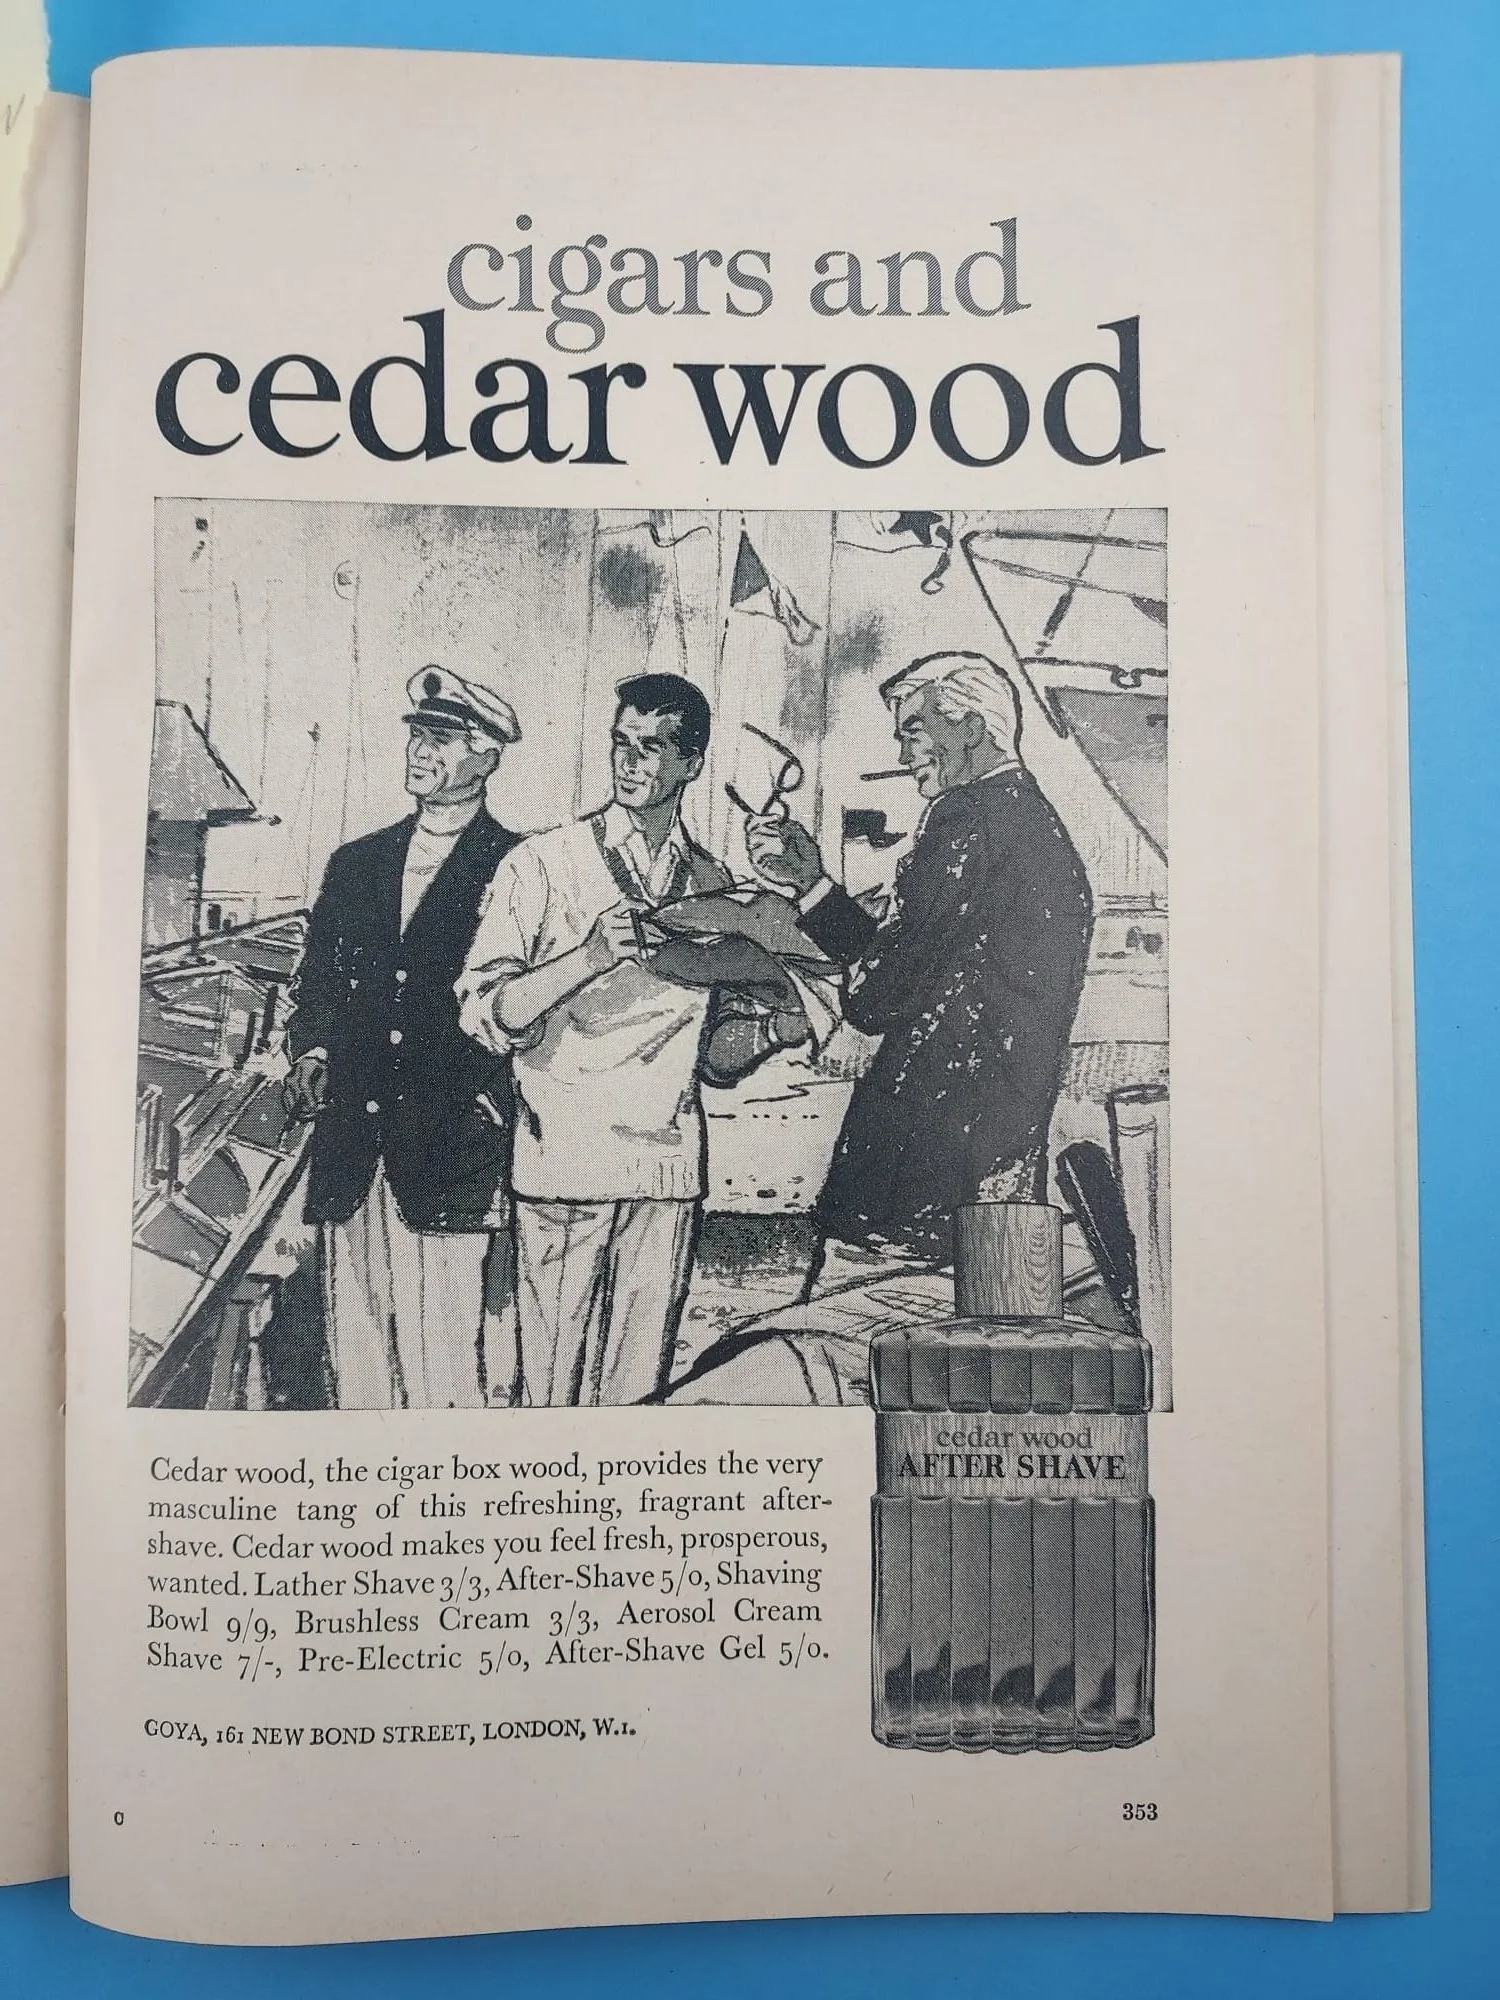 cigars and
cedar wood
cedar wood
AFTER SHAVE
Cedar wood, the cigar box wood, provides the very
masculine tang of this refreshing, fragrant after-
shave. Cedar wood makes you feel fresh, prosperous,
wanted. Lather Shave 3/3, After-Shave 5/0, Shaving
Bowl 9/9, Brushless Cream 3/3, Aerosol Cream
Shave 7/-, Pre-Electric 5/0, After-Shave Gel 5/0.
GOYA, 161 NEW BOND STREET, LONDON, W.1.
353